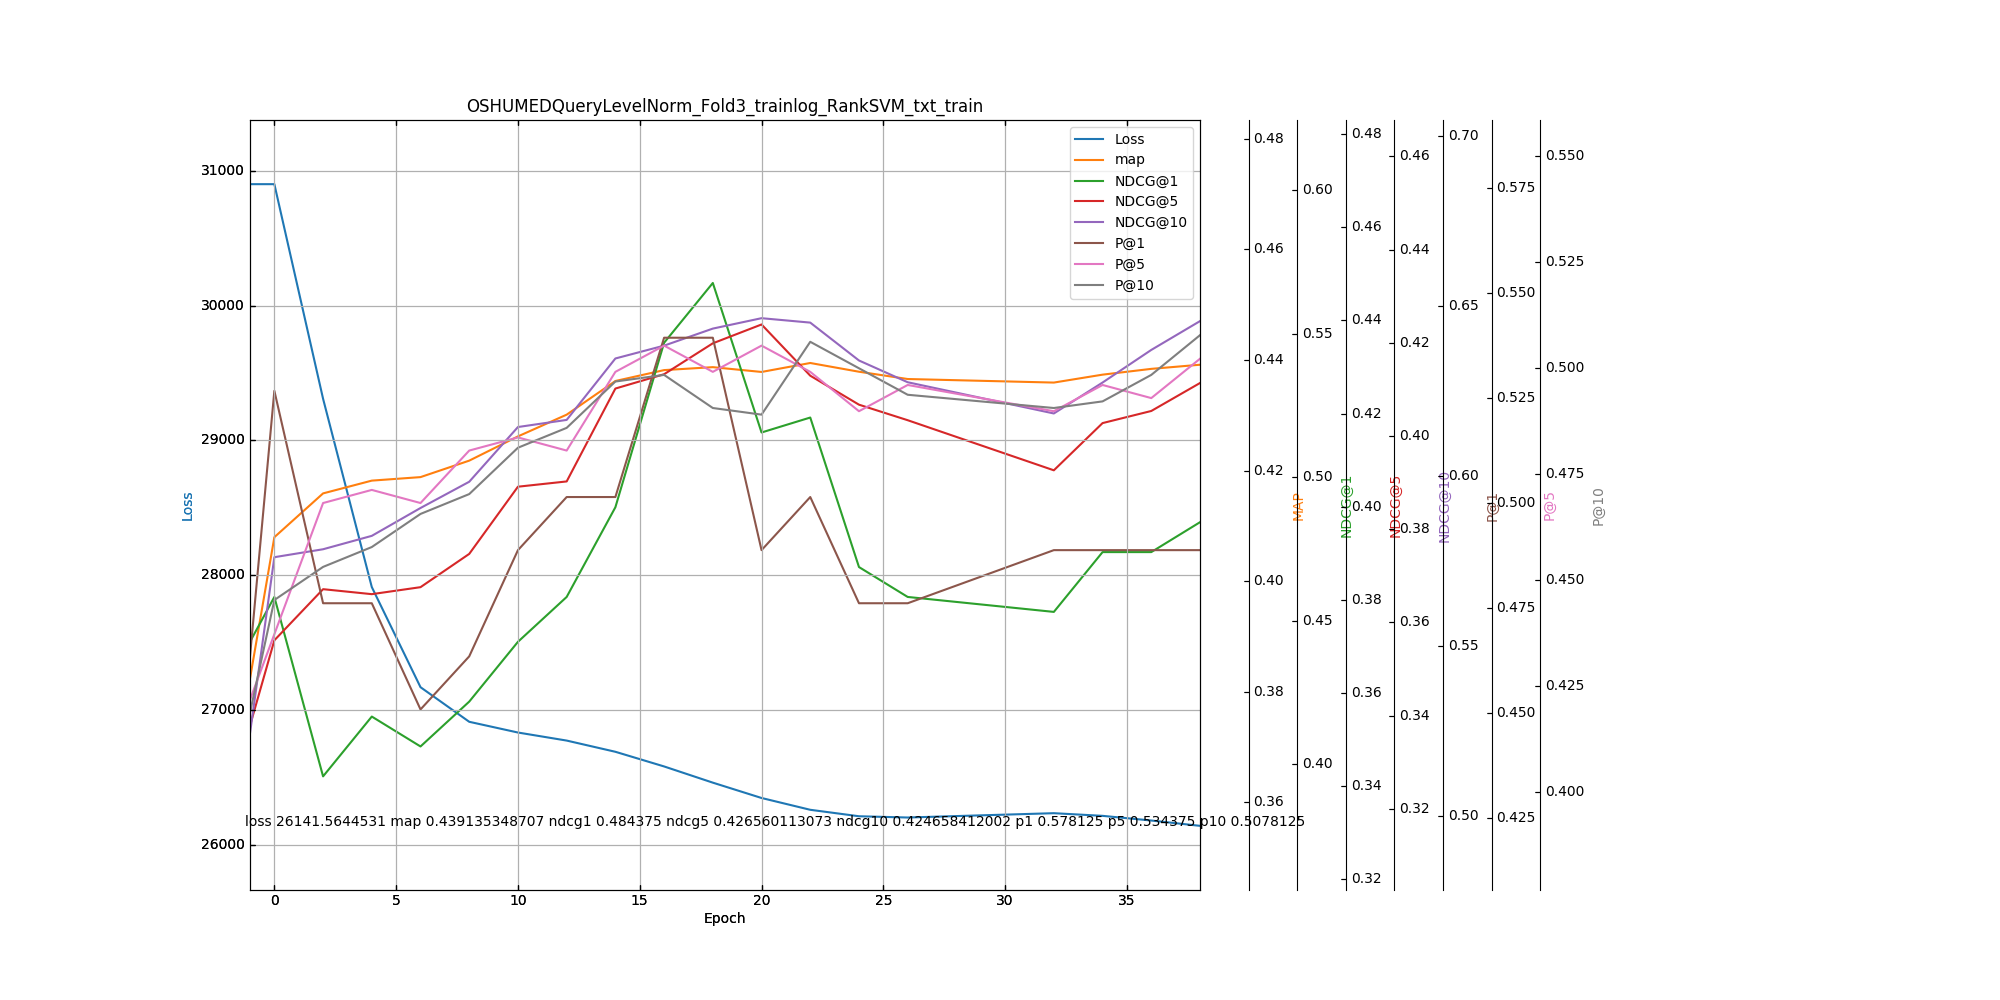 OSHUMEDQueryLevelNorm_Fold3_trainlog_RankSVM_txt_train
Loss
31000
30000
29000
28000
27000
26000
0 5 10 15 20 25 30 35
Epoch
Loss
map
NDCG@1
NDCG@5
NDCG@10
P@1
P@5
P@10
loss 26141.5644531 map 0.439135348707 ndcg1 0.484375 ndcg5 0.426560113073 ndcg10 0.424658412002 p1 0.578125 p5 0.534375 p10 0.5078125
0.48
0.46
0.44
0.42
0.40
0.38
0.36
MAP
0.60
0.55
0.50
0.45
0.40
NDCG@1
0.48
0.46
0.44
0.42
0.40
0.38
0.36
0.34
0.32
NDCG@5
0.46
0.44
0.42
0.40
0.38
0.36
0.34
0.32
NDCG@10
0.70
0.65
0.60
0.55
0.50
P@1
0.575
0.550
0.525
0.500
0.475
0.450
0.425
P@5
0.550
0.525
0.500
0.475
0.450
0.425
0.400
P@10